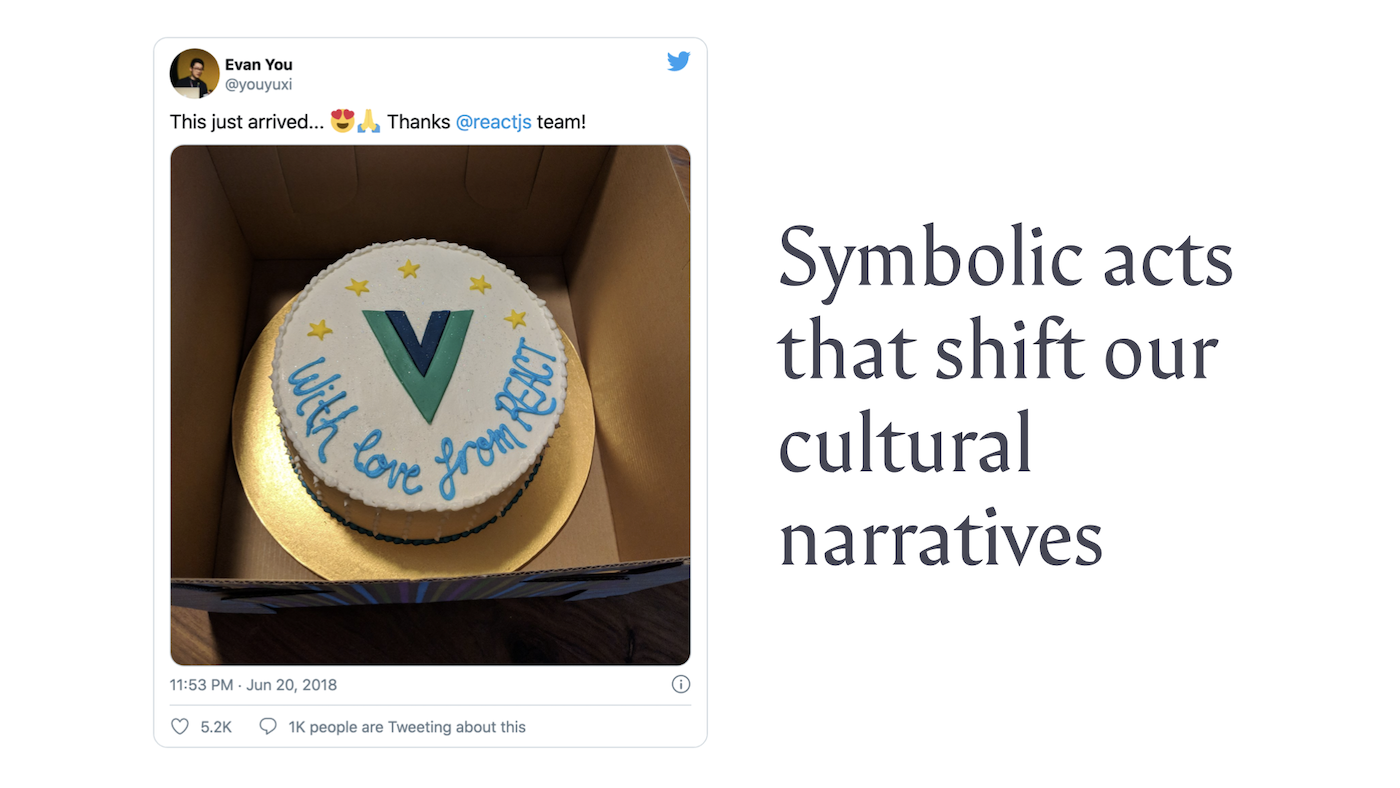 Evan You
@youyuxi
This just arrived... 😍🙏 Thanks @reactjs team!
With love from REACT
11:53 PM · Jun 20, 2018
5.2K 1K people are Tweeting about this
Symbolic acts
that shift our
cultural
narratives